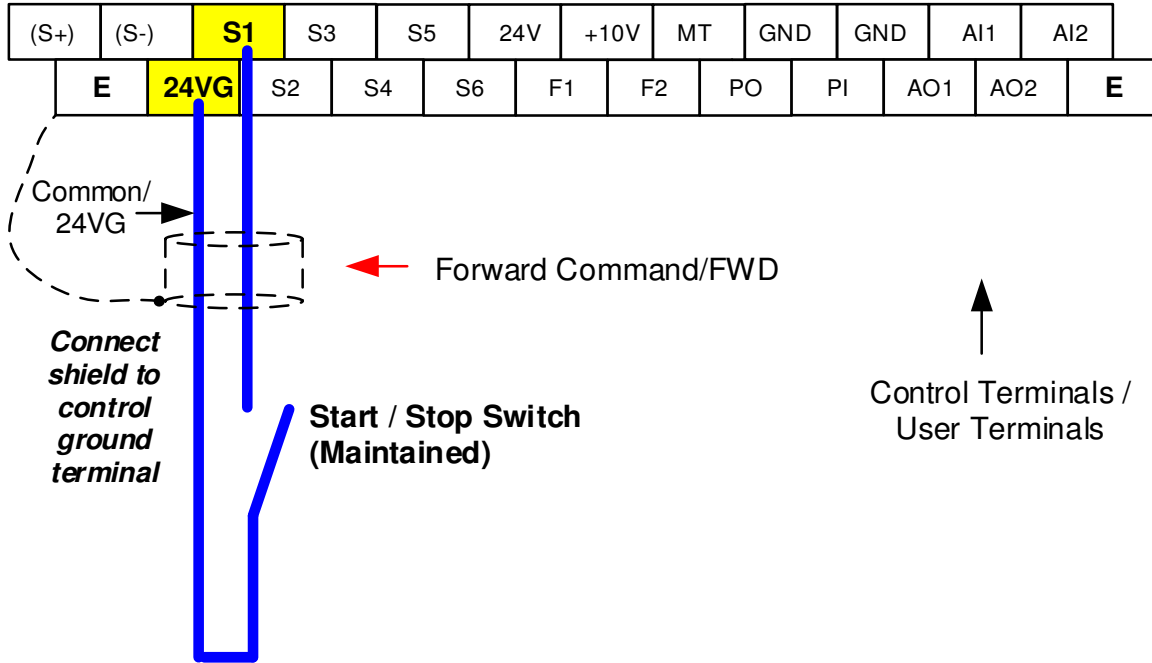 (S+) (S-) S1 S3 S5 24V +10V MT GND GND AI1 AI2
E 24VG S2 S4 S6 F1 F2 PO PI AO1 AO2 E
Common/
24VG
Forward Command/FWD
Connect
shield to
control
ground
terminal
Start / Stop Switch
(Maintained)
Control Terminals /
User Terminals